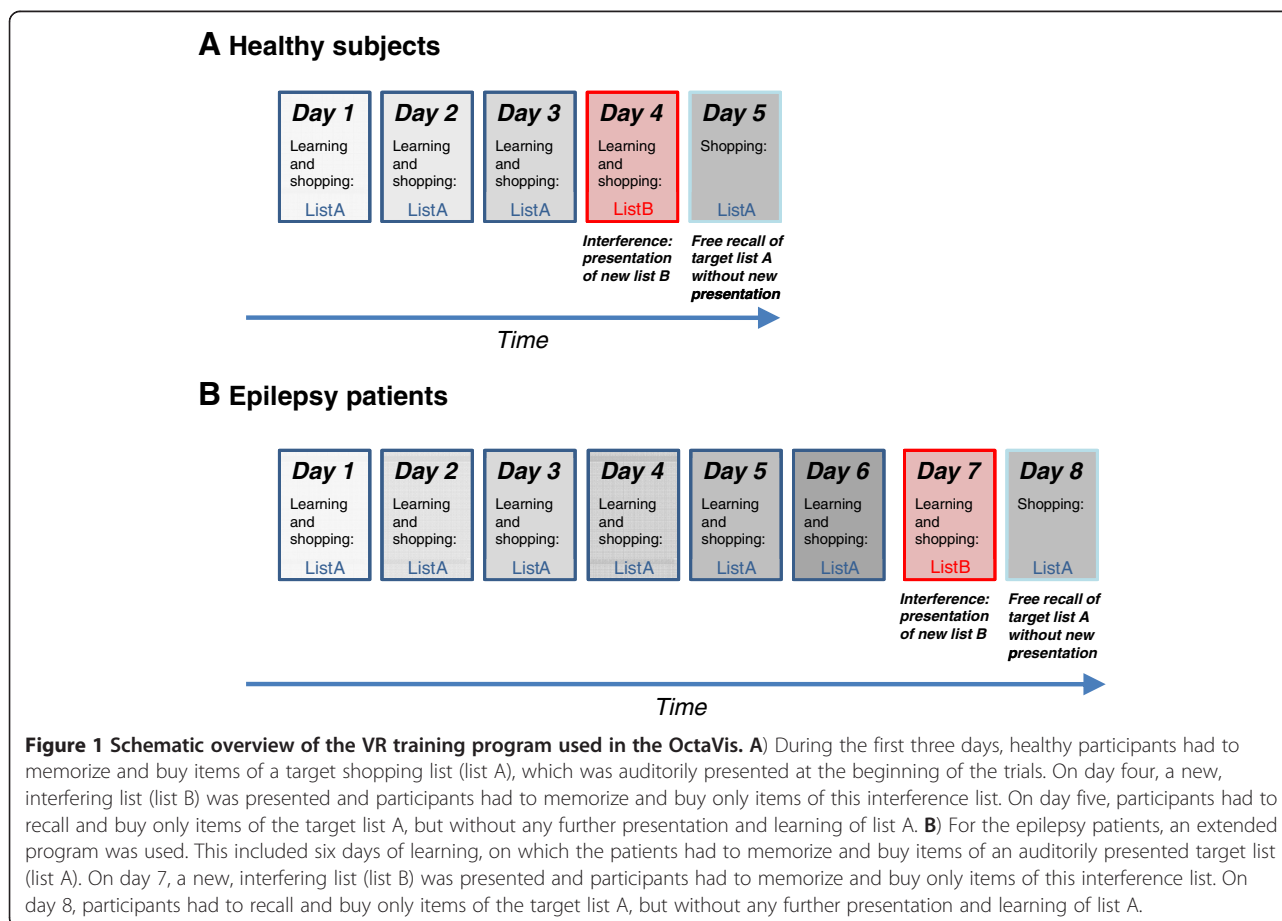 A Healthy subjects
Day 1 Day 2 Day 3 Day 4 Day 5
Learning Learning Learning Learning Shopping:
and and and and
shopping: shopping: shopping: shopping:
ListA ListA ListA ListB ListA
Interference: Free recall of
presentation target list A
of new list B without new
presentation
Time
B Epilepsy patients
Day 1 Day 2 Day 3 Day 4 Day 5 Day 6 Day 7 Day 8
Learning Learning Learning Learning Learning Learning Learning Shopping:
and and and and and and and
shopping: shopping: shopping: shopping: shopping: shopping: shopping:
ListA ListA ListA ListA ListA ListA ListB ListA
Interference: Free recall of
presentation target list A
of new list B without new
presentation
Time
Figure 1 Schematic overview of the VR training program used in the OctaVis. A) During the first three days, healthy participants had to
memorize and buy items of a target shopping list (list A), which was auditorily presented at the beginning of the trials. On day four, a new,
interfering list (list B) was presented and participants had to memorize and buy only items of this interference list. On day five, participants had to
recall and buy only items of the target list A, but without any further presentation and learning of list A. B) For the epilepsy patients, an extended
program was used. This included six days of learning, on which the patients had to memorize and buy items of an auditorily presented target list
(list A). On day 7, a new, interfering list (list B) was presented and participants had to memorize and buy only items of this interference list. On
day 8, participants had to recall and buy only items of the target list A, but without any further presentation and learning of list A.